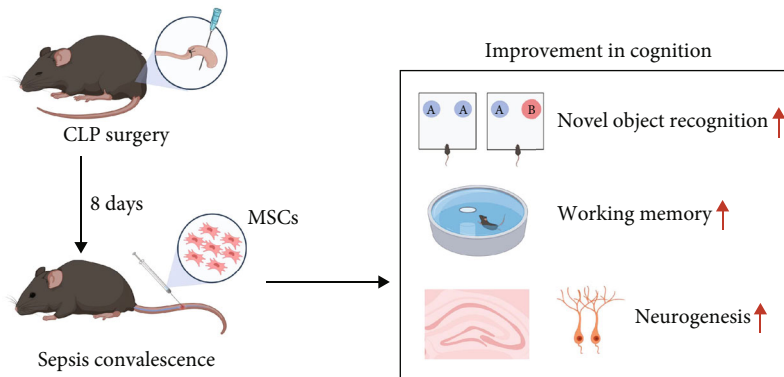 CLP surgery
8 days
MSCs
Sepsis convalescence
Improvement in cognition
A A A B
Novel object recognition
Working memory
Neurogenesis